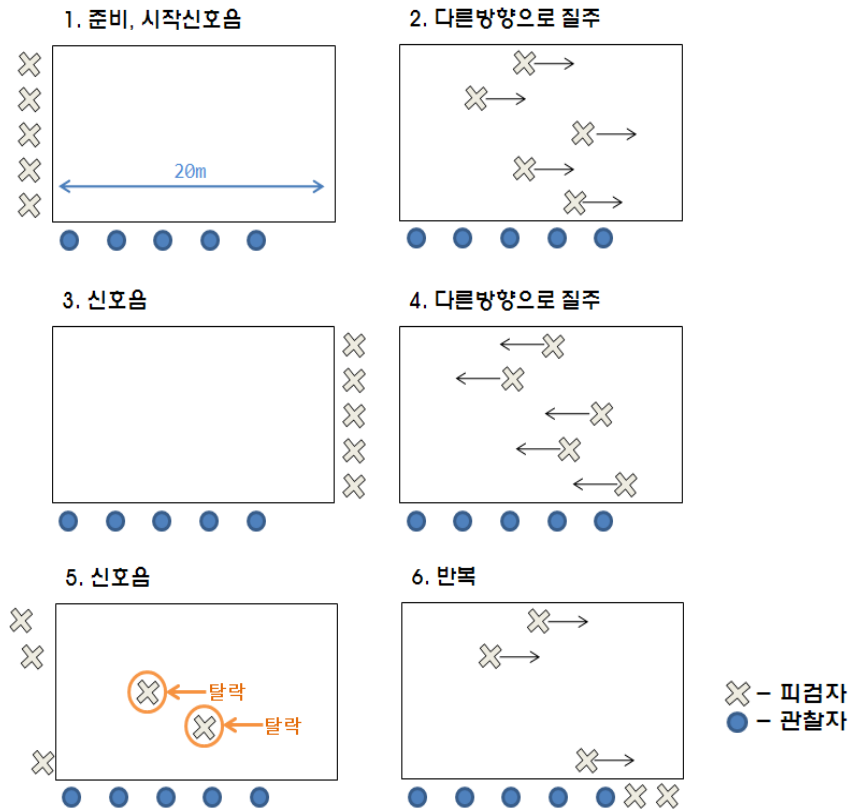 1. 준비, 시작신호음
2. 다른방향으로 질주
20m
3. 신호음
4. 다른방향으로 질주
5. 신호음
6. 반복
탈락
탈락
– 피검자
– 관찰자